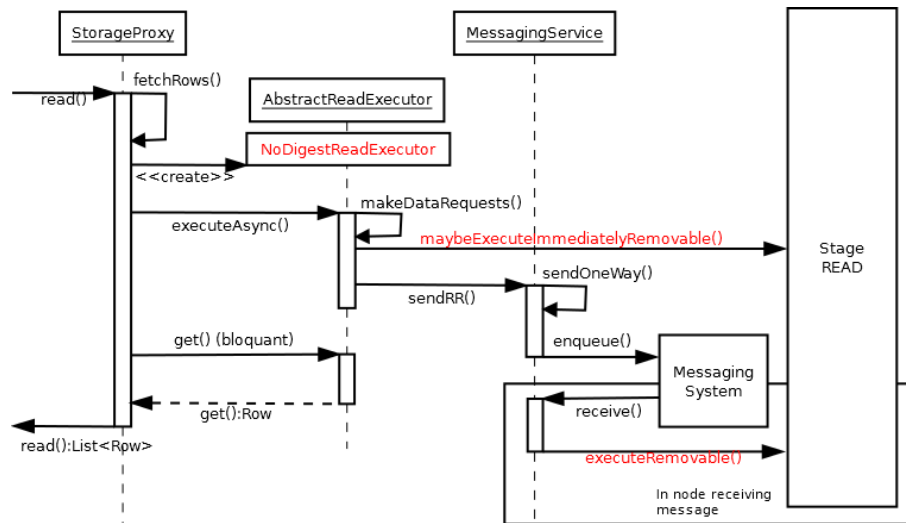 StorageProxy
MessagingService
fetchRows()
read()
AbstractReadExecutor
NoDigestReadExecutor
<<create>>
makeDataRequests()
executeAsync()
maybeExecuteImmediatelyRemovable()
Stage
READ
sendOneWay()
sendRR()
get() (bloquant)
enqueue()
Messaging
System
get():Row
receive()
read():List<Row>
executeRemovable()
In node receiving
message